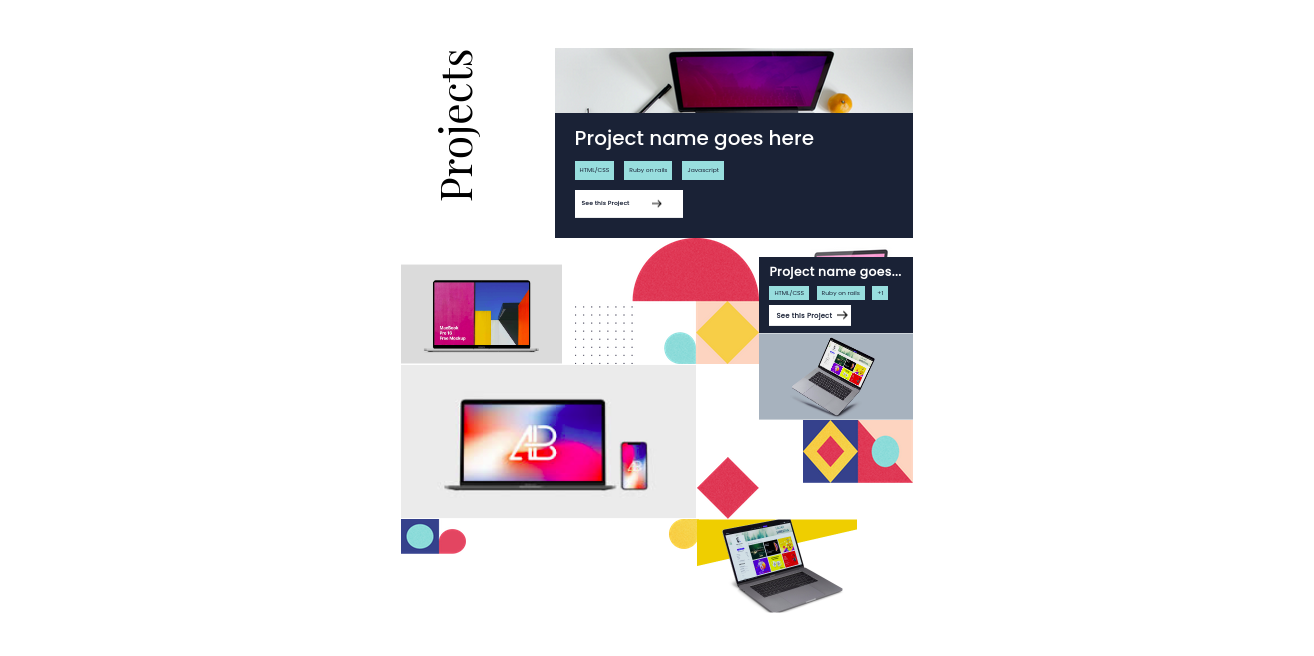 Projects
Project name goes here
HTML/CSS
Ruby on rails
Javascript
See this Project
Project name goes...
HTML/CSS
Ruby on rails
+1
See this Project
MacBook
Pro 16
Free Mockup
AB